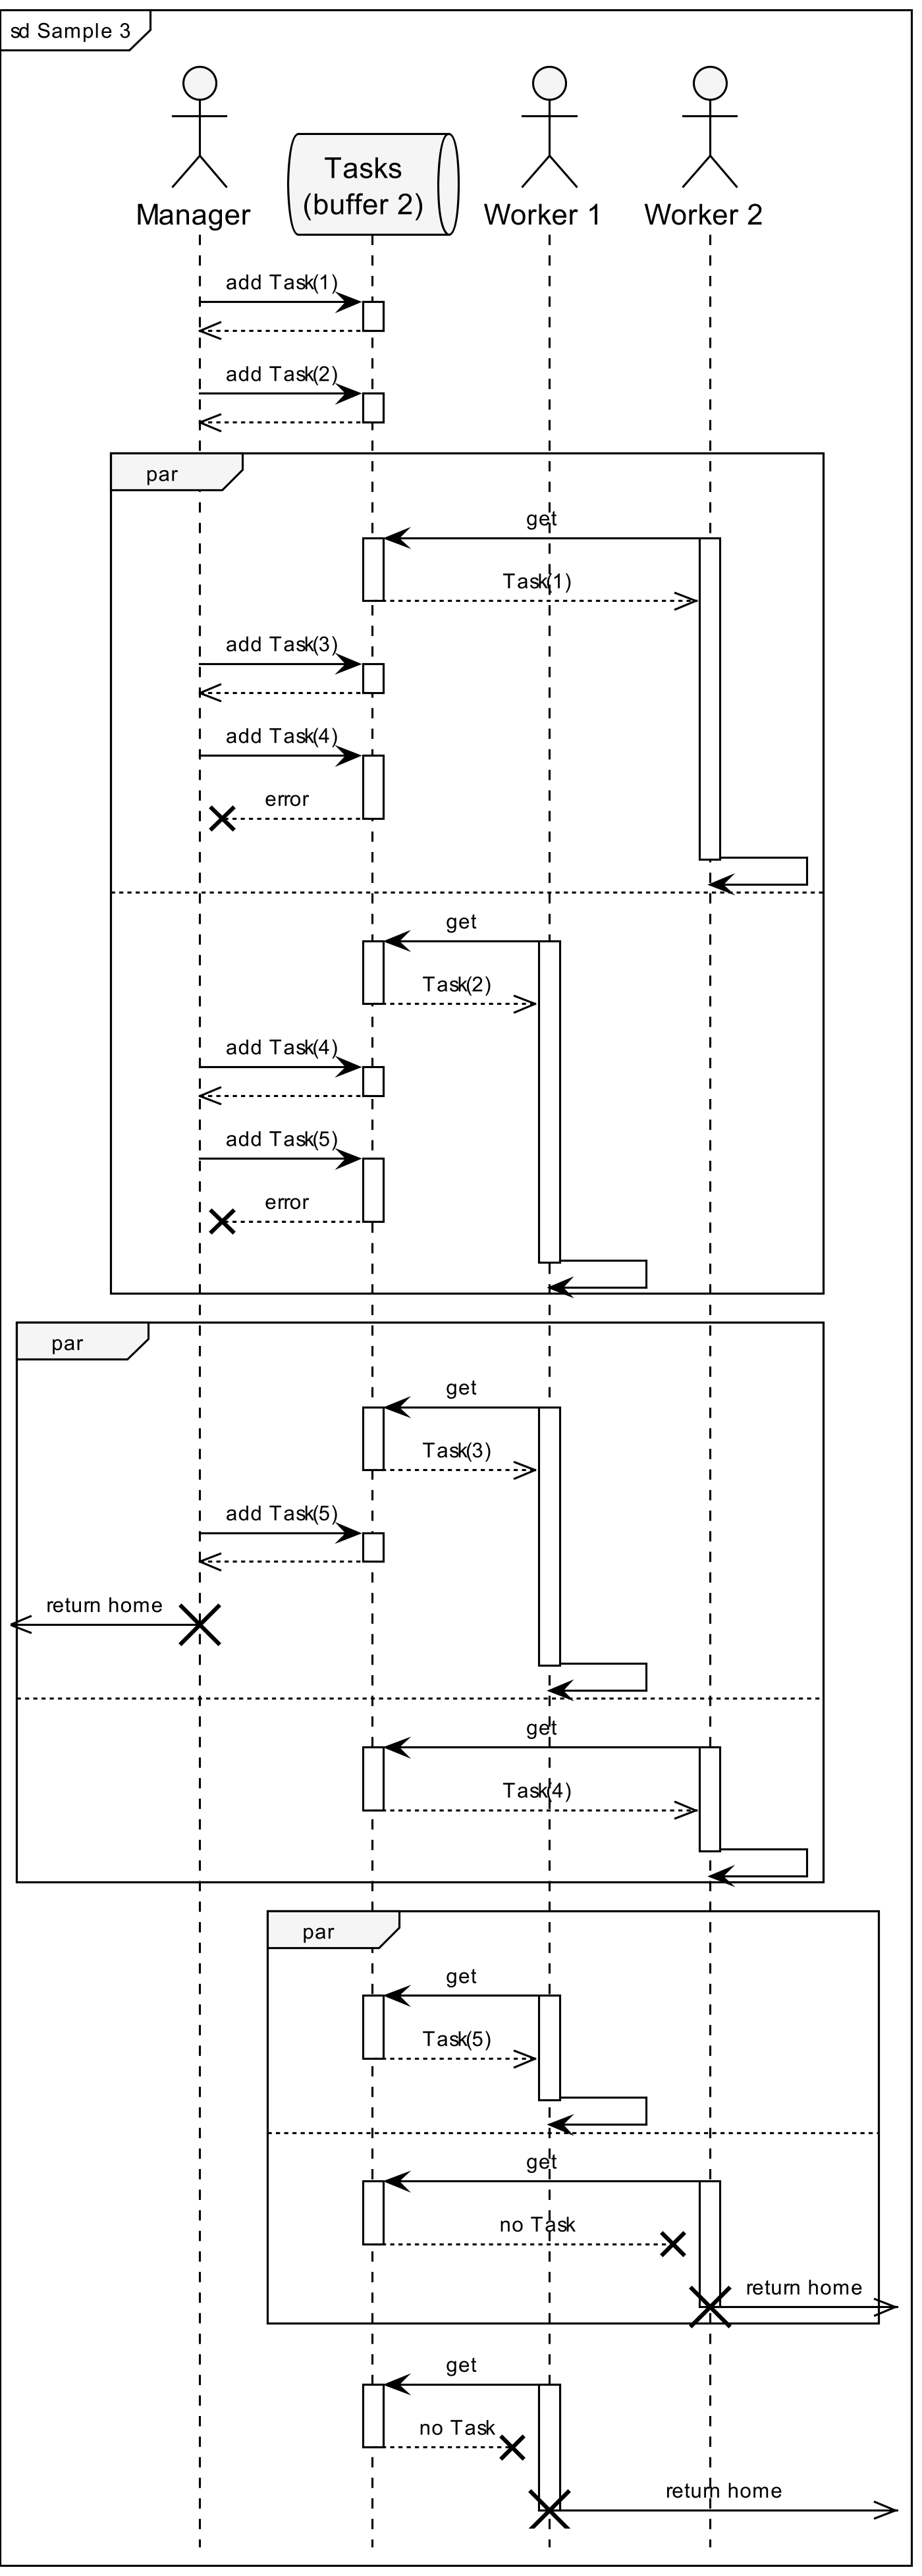 sd Sample 3
Tasks
(buffer 2)
Manager
Worker 1
Worker 2
add Task(1)
add Task(2)
par
get
Task(1)
add Task(3)
add Task(4)
error
get
Task(2)
add Task(4)
add Task(5)
error
par
get
Task(3)
add Task(5)
return home
get
Task(4)
par
get
Task(5)
get
no Task
return home
get
no Task
return home